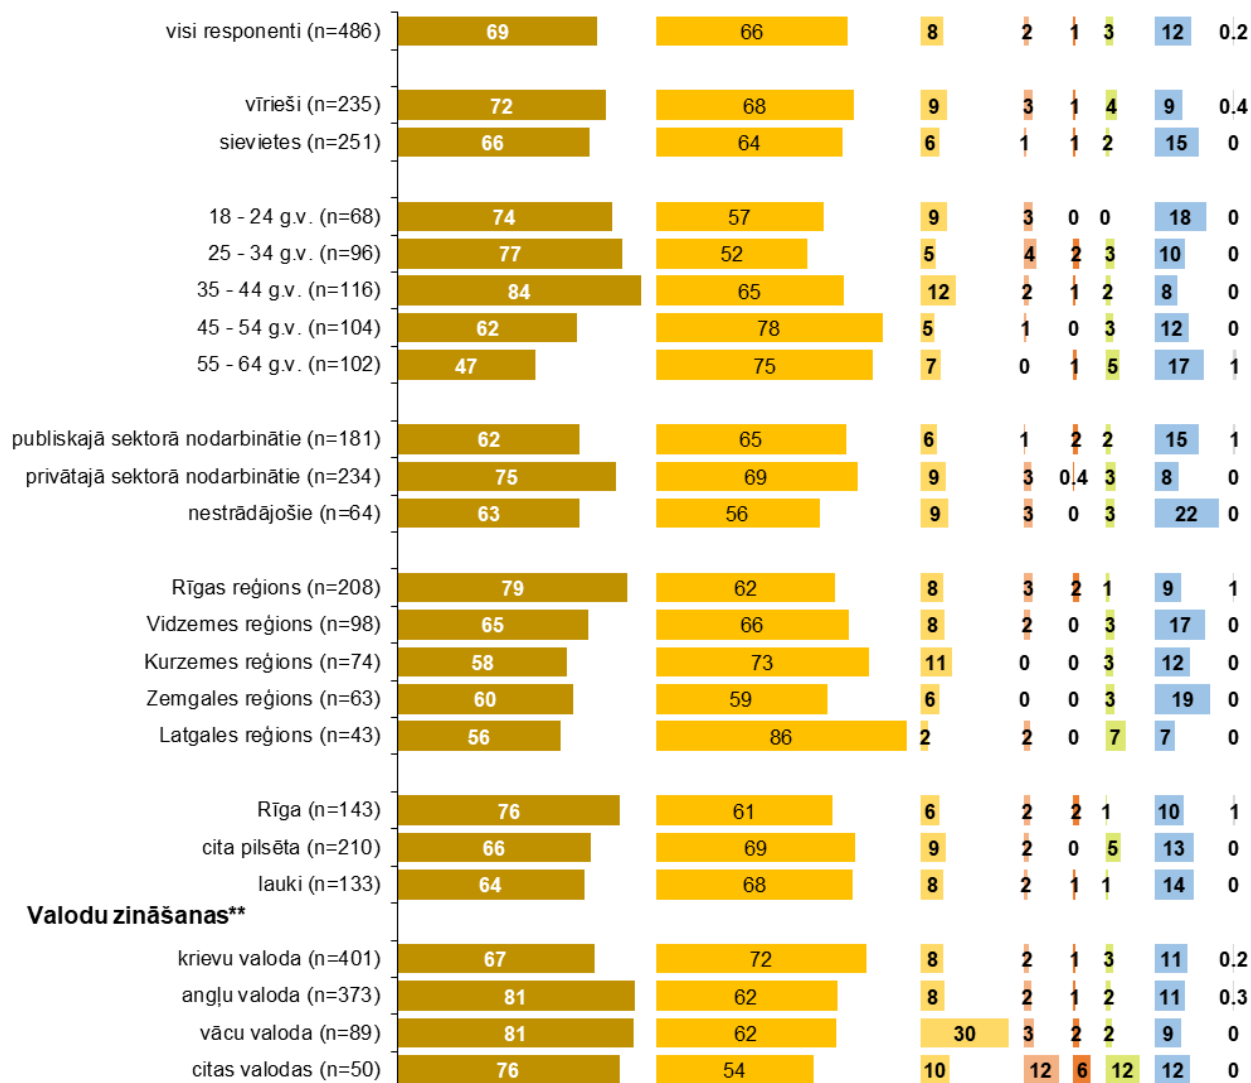 visi responenti (n=486) 69 66 8 2 1 3 12 0.2
vīrieši (n=235) 72 68 9 3 1 4 9 0.4
sievietes (n=251) 66 64 6 1 1 2 15 0
18 - 24 g.v. (n=68) 74 57 9 3 0 0 18 0
25 - 34 g.v. (n=96) 77 52 5 4 2 3 10 0
35 - 44 g.v. (n=116) 84 65 12 2 1 2 8 0
45 - 54 g.v. (n=104) 62 78 5 1 0 3 12 0
55 - 64 g.v. (n=102) 47 75 7 0 1 5 17 1
publiskajā sektorā nodarbinātie (n=181) 62 65 6 1 2 2 15 1
privātajā sektorā nodarbinātie (n=234) 75 69 9 3 0.4 3 8 0
nestrādājošie (n=64) 63 56 9 3 0 3 22 0
Rīgas reģions (n=208) 79 62 8 3 2 1 9 1
Vidzemes reģions (n=98) 65 66 8 2 0 3 17 0
Kurzemes reģions (n=74) 58 73 11 0 0 3 12 0
Zemgales reģions (n=63) 60 59 6 0 0 3 19 0
Latgales reģions (n=43) 56 86 2 2 0 7 7 0
Rīga (n=143) 76 61 6 2 2 1 10 1
cita pilsēta (n=210) 66 69 9 2 0 5 13 0
lauki (n=133) 64 68 8 2 1 1 14 0
Valodu zināšanas**
krievu valoda (n=401) 67 72 8 2 1 3 11 0.2
angļu valoda (n=373) 81 62 8 2 1 2 11 0.3
vācu valoda (n=89) 81 62 30 3 2 2 9 0
citas valodas (n=50) 76 54 10 12 6 12 12 0